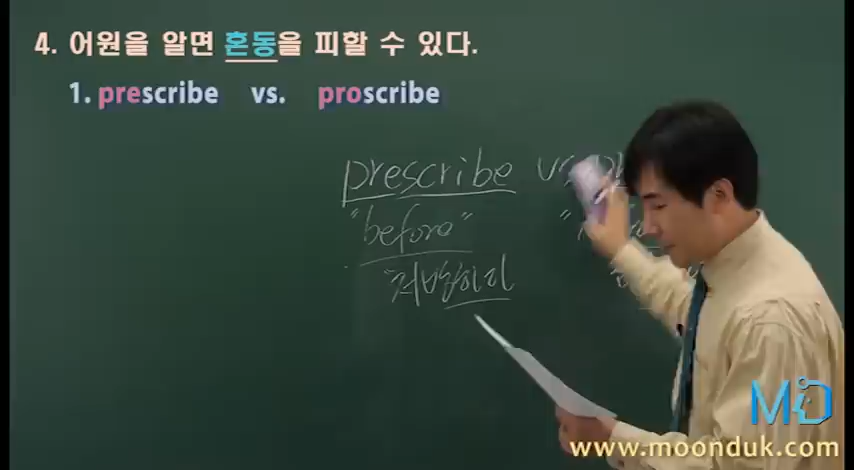 4. 어원을 알면 혼동을 피할 수 있다.
1. prescribe vs. proscribe
prescribe vs
"before"
처방하다
MD
www.moonduk.com